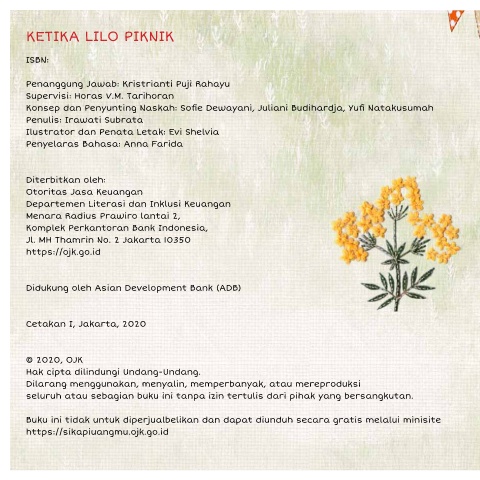 KETIKA LILO PIKNIK
ISBN:
Penanggung Jawab: Kristrianti Puji Rahayu
Supervisi: Horas V.M. Tarihoran
Konsep dan Penyunting Naskah: Sofie Dewayani, Juliani Budihardja, Yufi Natakusumah
Penulis: Irawati Subrata
Ilustrator dan Penata Letak: Evi Shelvia
Penyelaras Bahasa: Anna Farida
Diterbitkan oleh:
Otoritas Jasa Keuangan
Departemen Literasi dan Inklusi Keuangan
Menara Radius Prawiro lantai 2,
Komplek Perkantoran Bank Indonesia,
Jl. MH Thamrin No. 2 Jakarta 10350
https://ojk.go.id
Didukung oleh Asian Development Bank (ADB)
Cetakan I, Jakarta, 2020
© 2020, OJK
Hak cipta dilindungi Undang-Undang.
Dilarang menggunakan, menyalin, memperbanyak, atau mereproduksi
seluruh atau sebagian buku ini tanpa izin tertulis dari pihak yang bersangkutan.
Buku ini tidak untuk diperjualbelikan dan dapat diunduh secara gratis melalui minisite
https://sikapiuangmu.ojk.go.id